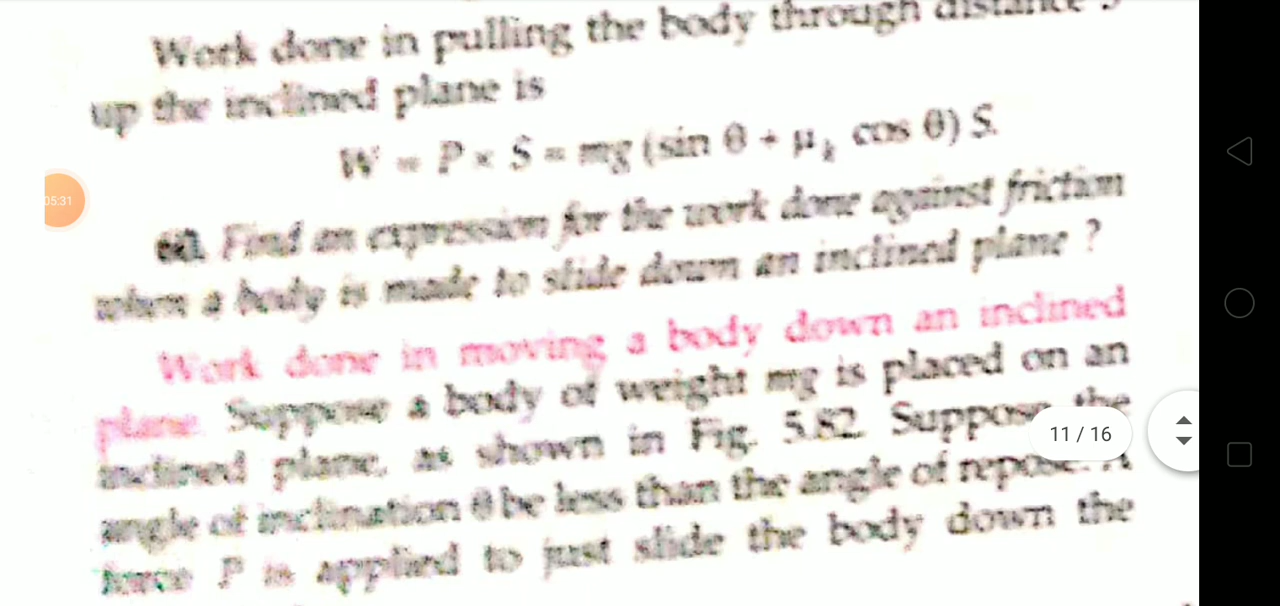 Work done in pulling the body through distance S
up the inclined plane is
W = P × S = mg (sin θ + μk cos θ) S.
60. Find an expression for the work done against friction
when a body is made to slide down an inclined plane ?
Work done in moving a body down an inclined
plane. Suppose a body of weight mg is placed on an
inclined plane, as shown in Fig. 5.82. Suppose the
angle of inclination θ be less than the angle of repose. A
force P is applied to just slide the body down the
05:31
11 / 16